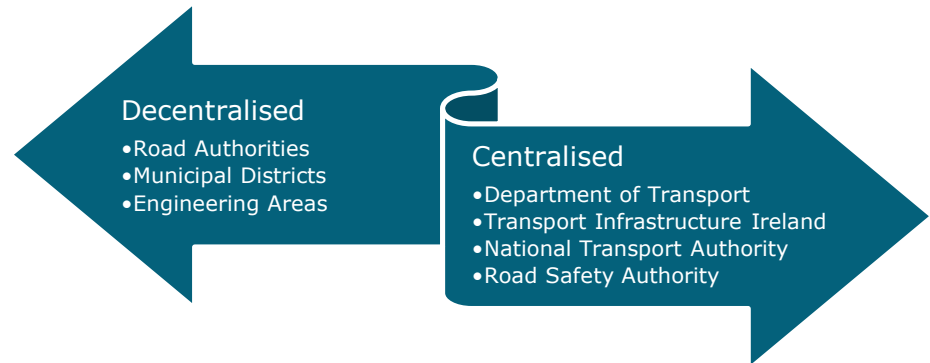 Decentralised
•Road Authorities
•Municipal Districts
•Engineering Areas
Centralised
•Department of Transport
•Transport Infrastructure Ireland
•National Transport Authority
•Road Safety Authority